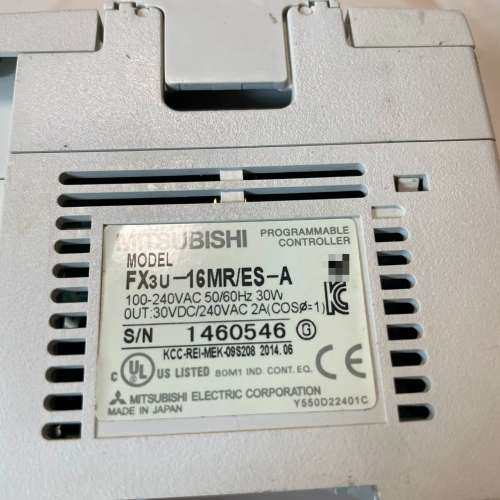 MITSUBISHI
PROGRAMMABLE
CONTROLLER
MODEL
FX3U-16MR/ES-A
100-240VAC 50/60Hz 30W
OUT:30VDC/240VAC 2A(COSØ=1)
S/N 1460546 G
KCC-REI-MEK-09S208 2014.06
C UL US LISTED 80M1 IND. CONT. EQ.
CE
MITSUBISHI ELECTRIC CORPORATION
MADE IN JAPAN
Y550D22401C